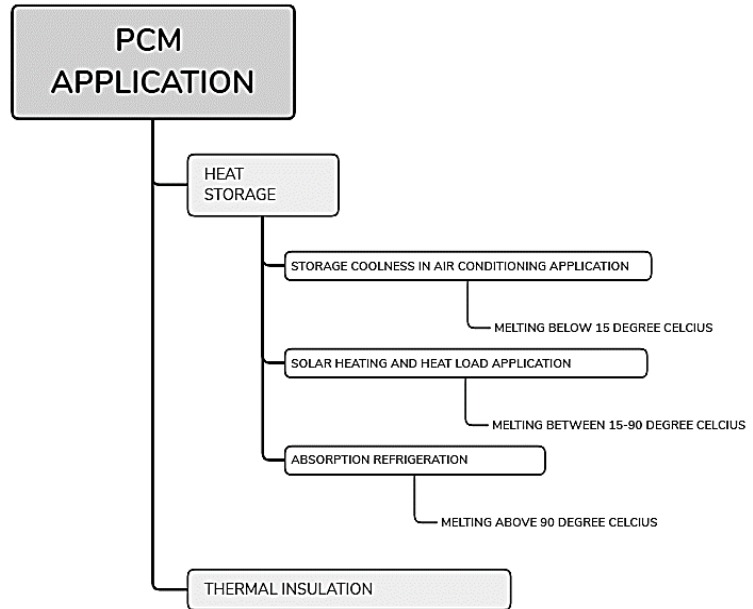 PCM
APPLICATION
HEAT
STORAGE
STORAGE COOLNESS IN AIR CONDITIONING APPLICATION
MELTING BELOW 15 DEGREE CELCIUS
SOLAR HEATING AND HEAT LOAD APPLICATION
MELTING BETWEEN 15-90 DEGREE CELCIUS
ABSORPTION REFRIGERATION
MELTING ABOVE 90 DEGREE CELCIUS
THERMAL INSULATION